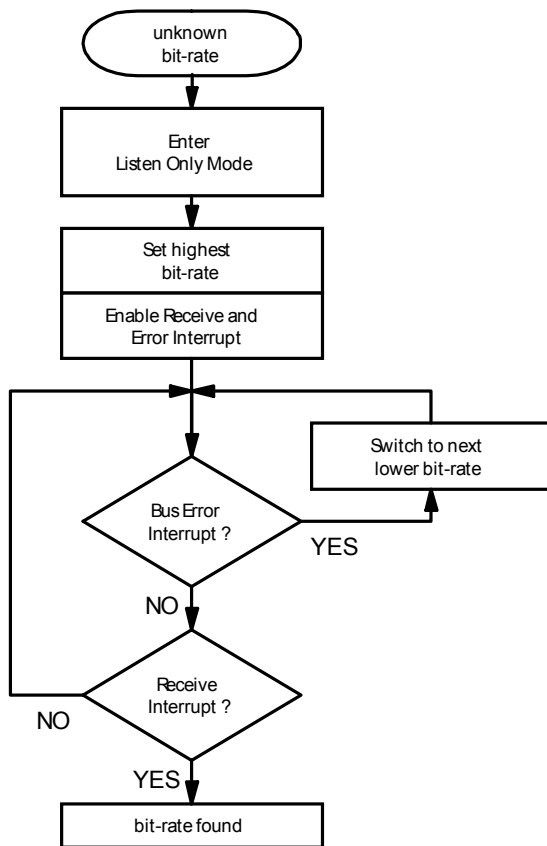 unknown
bit-rate
Enter
Listen Only Mode
Set highest
bit-rate
Enable Receive and
Error Interrupt
Switch to next
lower bit-rate
Bus Error
Interrupt ?
YES
NO
Receive
Interrupt ?
NO
YES
bit-rate found